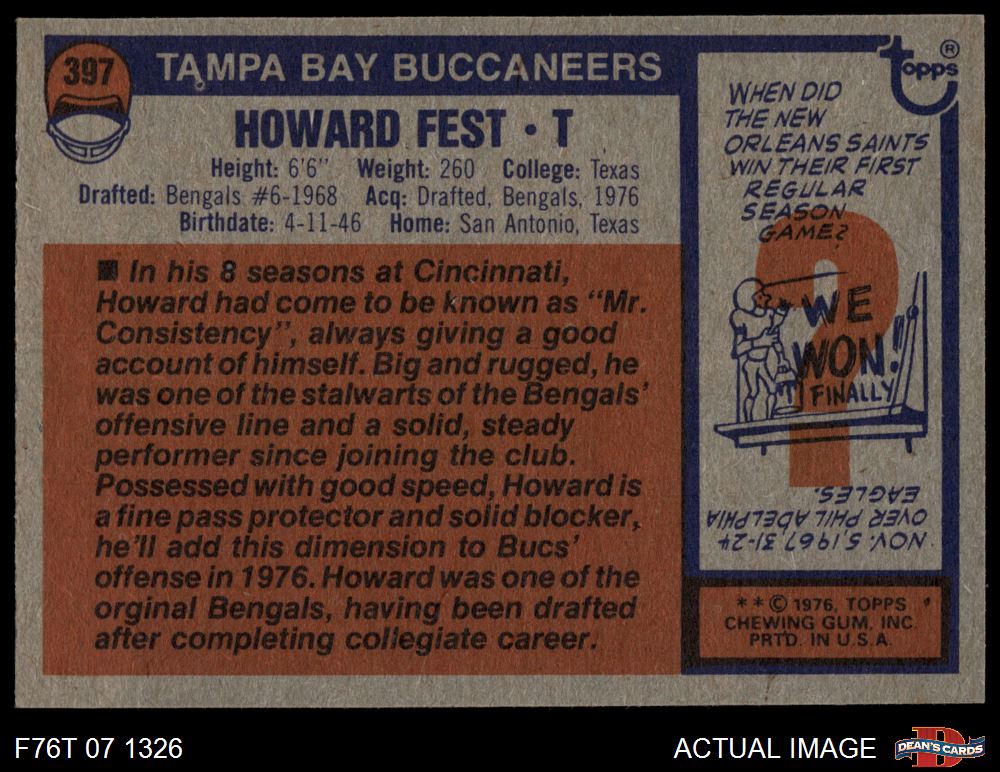 397
TAMPA BAY BUCCANEERS
HOWARD FEST • T
Height: 6'6" Weight: 260 College: Texas
Drafted: Bengals #6-1968 Acq: Drafted, Bengals, 1976
Birthdate: 4-11-46 Home: San Antonio, Texas
■ In his 8 seasons at Cincinnati,
Howard had come to be known as "Mr.
Consistency", always giving a good
account of himself. Big and rugged, he
was one of the stalwarts of the Bengals'
offensive line and a solid, steady
performer since joining the club.
Possessed with good speed, Howard is
a fine pass protector and solid blocker,
he'll add this dimension to Bucs'
offense in 1976. Howard was one of the
orginal Bengals, having been drafted
after completing collegiate career.
Topps ®
WHEN DID
THE NEW
ORLEANS SAINTS
WIN THEIR FIRST
REGULAR
SEASON
GAME?
?
WE
WON!
FINALLY
NOV. 5, 1967, 31-24
OVER PHILADELPHIA
EAGLES.
* * © 1976, TOPPS
CHEWING GUM, INC.
PRTD. IN U.S.A.
F76T 07 1326
ACTUAL IMAGE
D
DEAN'S CARDS